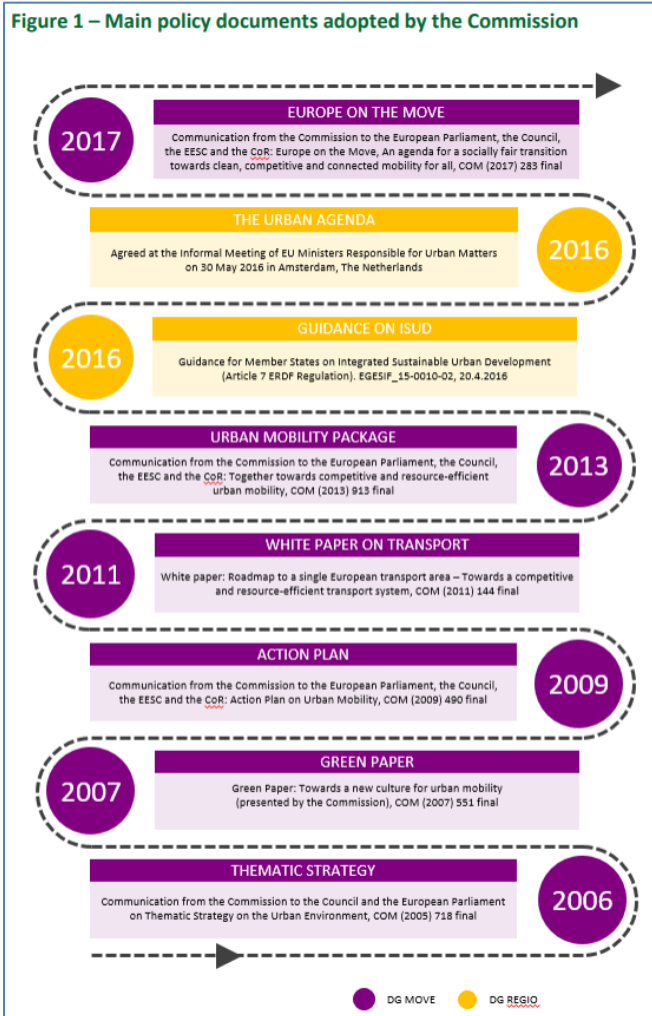 Figure 1 – Main policy documents adopted by the Commission
2017
EUROPE ON THE MOVE
Communication from the Commission to the European Parliament, the Council,
the EESC and the CoR: Europe on the Move, An agenda for a socially fair transition
towards clean, competitive and connected mobility for all, COM (2017) 283 final
THE URBAN AGENDA
Agreed at the Informal Meeting of EU Ministers Responsible for Urban Matters
on 30 May 2016 in Amsterdam, The Netherlands
2016
2016
GUIDANCE ON ISUD
Guidance for Member States on Integrated Sustainable Urban Development
(Article 7 ERDF Regulation). EGESIF_15-0010-02, 20.4.2016
URBAN MOBILITY PACKAGE
Communication from the Commission to the European Parliament, the Council,
the EESC and the CoR: Together towards competitive and resource-efficient
urban mobility, COM (2013) 913 final
2013
2011
WHITE PAPER ON TRANSPORT
White paper: Roadmap to a single European transport area – Towards a competitive
and resource-efficient transport system, COM (2011) 144 final
ACTION PLAN
Communication from the Commission to the European Parliament, the Council,
the EESC and the CoR: Action Plan on Urban Mobility, COM (2009) 490 final
2009
2007
GREEN PAPER
Green Paper: Towards a new culture for urban mobility
(presented by the Commission), COM (2007) 551 final
THEMATIC STRATEGY
Communication from the Commission to the Council and the European Parliament
on Thematic Strategy on the Urban Environment, COM (2005) 718 final
2006
DG MOVE
DG REGIO